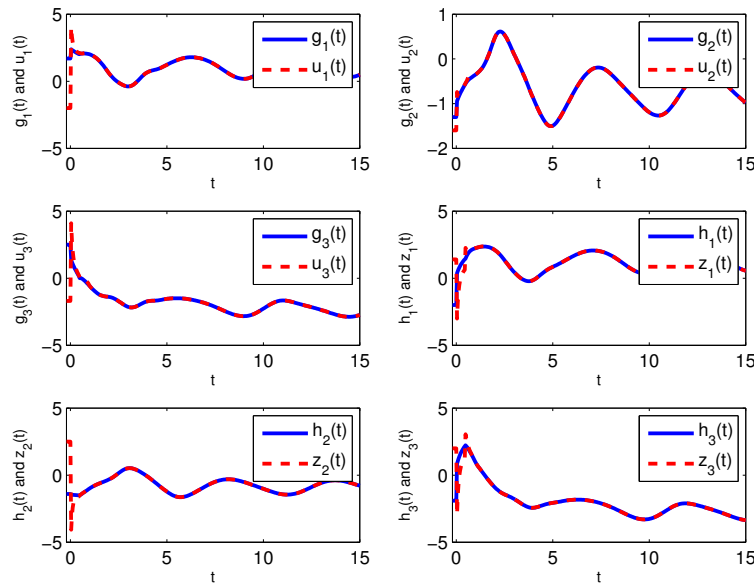 5
0
−5
0
5
10
15
t
g1(t) and u1(t)
g1(t)
u1(t)
1
0
−1
−2
0
5
10
15
t
g2(t) and u2(t)
g2(t)
u2(t)
5
0
−5
0
5
10
15
t
g3(t) and u3(t)
g3(t)
u3(t)
5
0
−5
0
5
10
15
t
h1(t) and z1(t)
h1(t)
z1(t)
5
0
−5
0
5
10
15
t
h2(t) and z2(t)
h2(t)
z2(t)
5
0
−5
0
5
10
15
t
h3(t) and z3(t)
h3(t)
z3(t)